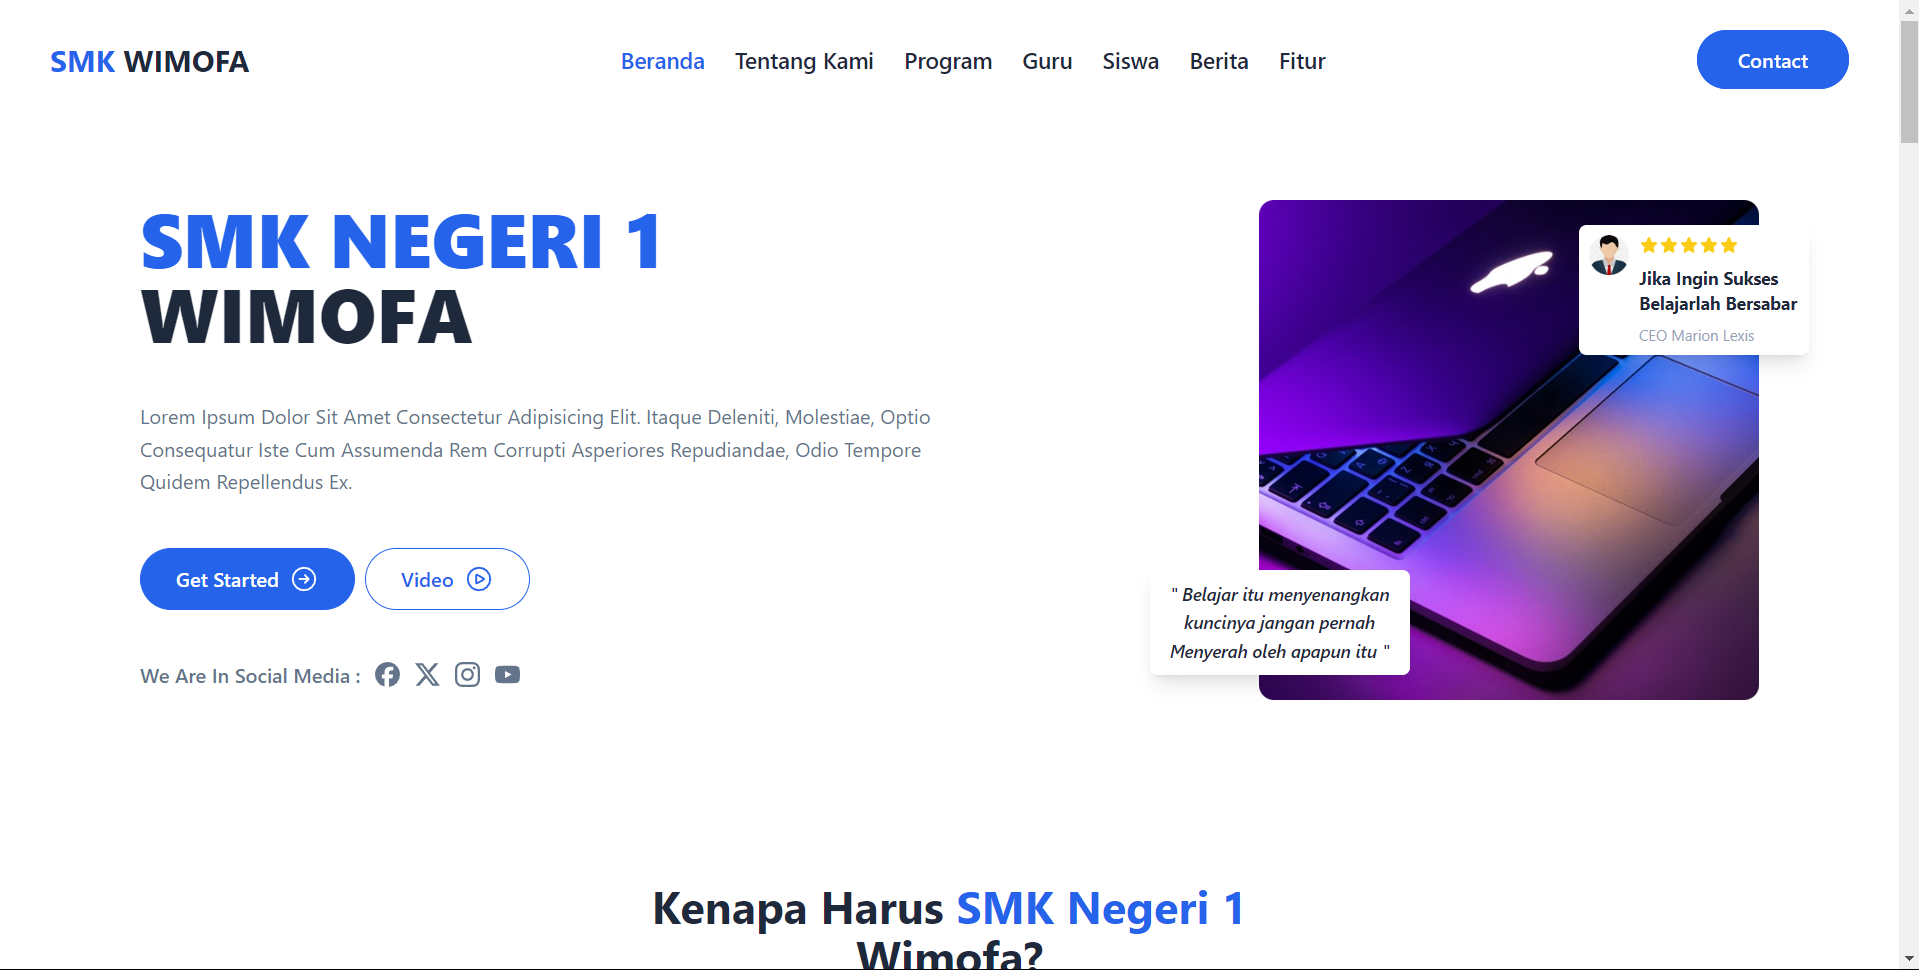 SMK WIMOFA
Beranda
Tentang Kami
Program
Guru
Siswa
Berita
Fitur
Contact
SMK NEGERI 1
WIMOFA
Lorem Ipsum Dolor Sit Amet Consectetur Adipisicing Elit. Itaque Deleniti, Molestiae, Optio
Consequatur Iste Cum Assumenda Rem Corrupti Asperiores Repudiandae, Odio Tempore
Quidem Repellendus Ex.
Get Started
Video
We Are In Social Media :
Jika Ingin Sukses
Belajarlah Bersabar
CEO Marion Lexis
" Belajar itu menyenangkan
kuncinya jangan pernah
Menyerah oleh apapun itu "
Kenapa Harus SMK Negeri 1
Wimofa?